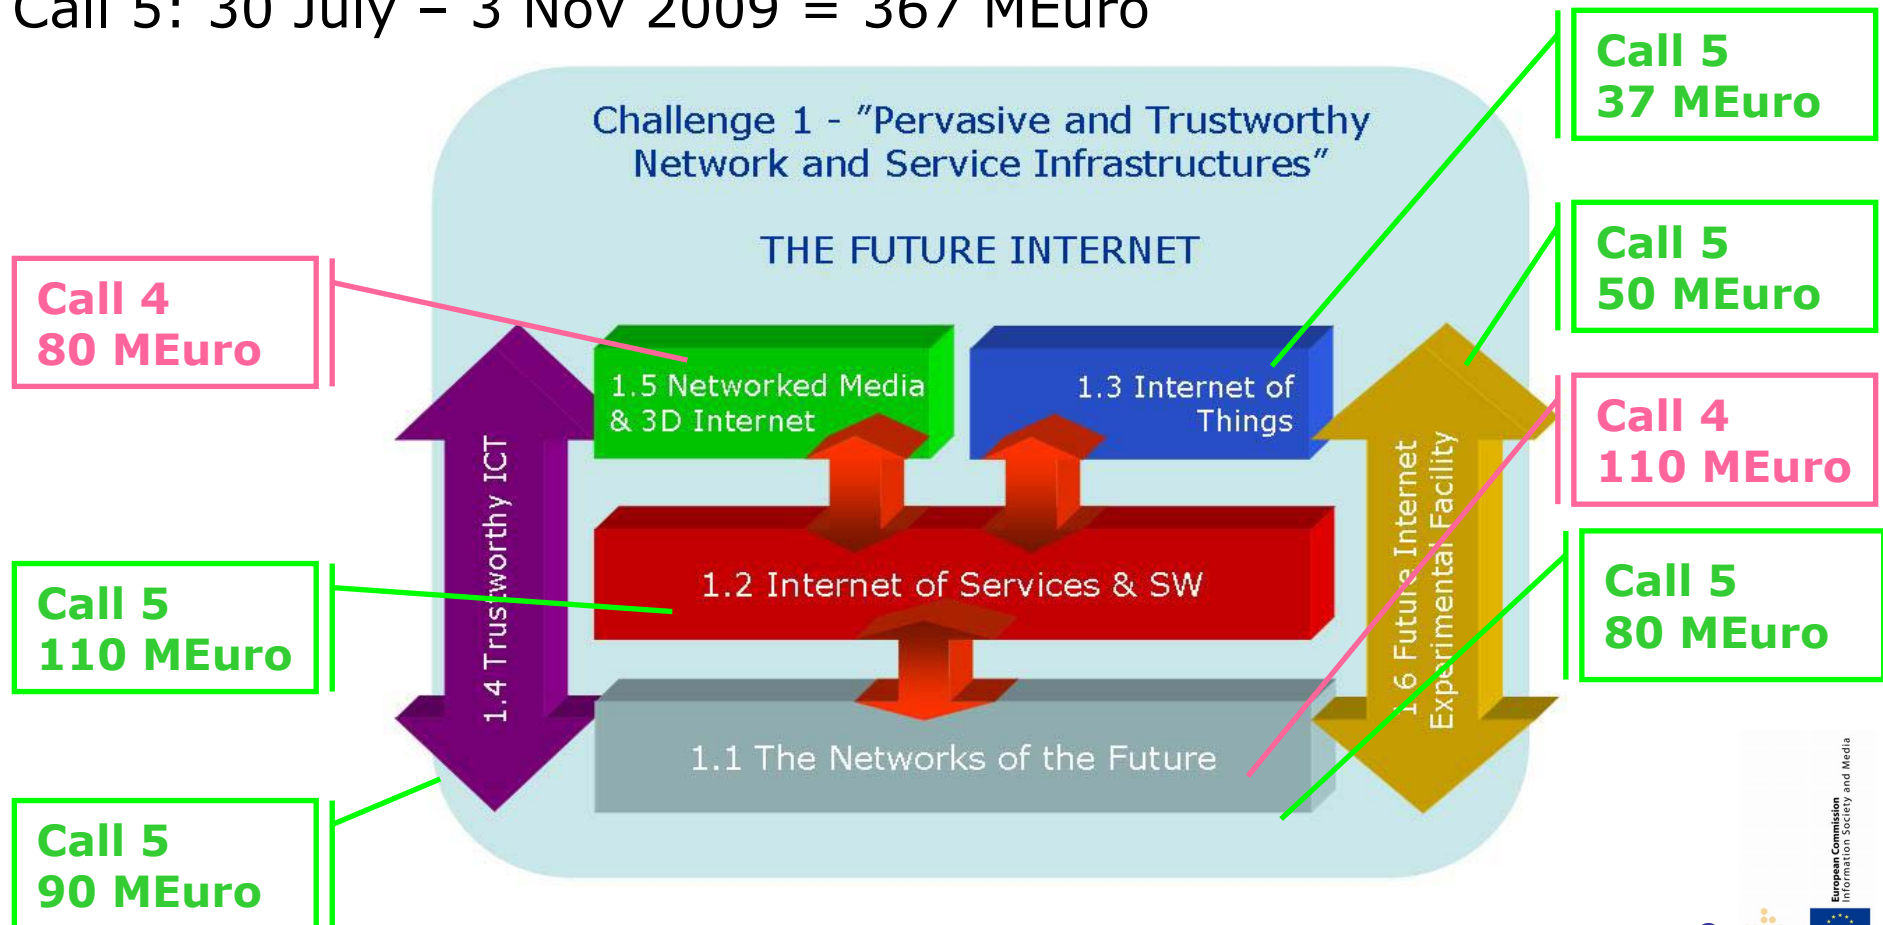 Call 5: 30 July – 3 Nov 2009 = 367 MEuro
Challenge 1 - "Pervasive and Trustworthy
Network and Service Infrastructures"
THE FUTURE INTERNET
Call 4
80 MEuro
Call 5
110 MEuro
Call 5
90 MEuro
1.4 Trustworthy ICT
1.5 Networked Media
& 3D Internet
1.3 Internet of
Things
1.2 Internet of Services & SW
1.1 The Networks of the Future
1.6 Future Internet
Experimental Facility
Call 5
37 MEuro
Call 5
50 MEuro
Call 4
110 MEuro
Call 5
80 MEuro
European Commission
Information Society and Media